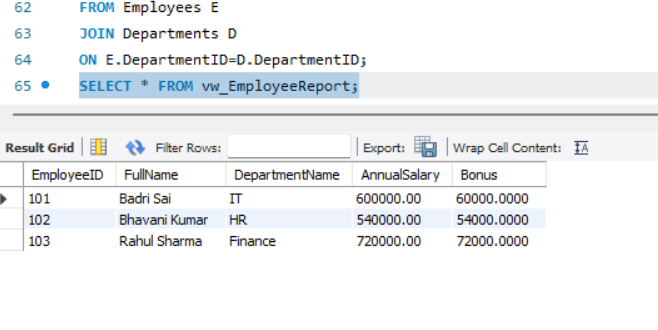 62 FROM Employees E
63 JOIN Departments D
64 ON E.DepartmentID=D.DepartmentID;
65 SELECT * FROM vw_EmployeeReport;
Result Grid Filter Rows: Export: Wrap Cell Content: IA
EmployeeID FullName DepartmentName AnnualSalary Bonus
101 Badri Sai IT 600000.00 60000.0000
102 Bhavani Kumar HR 540000.00 54000.0000
103 Rahul Sharma Finance 720000.00 72000.0000